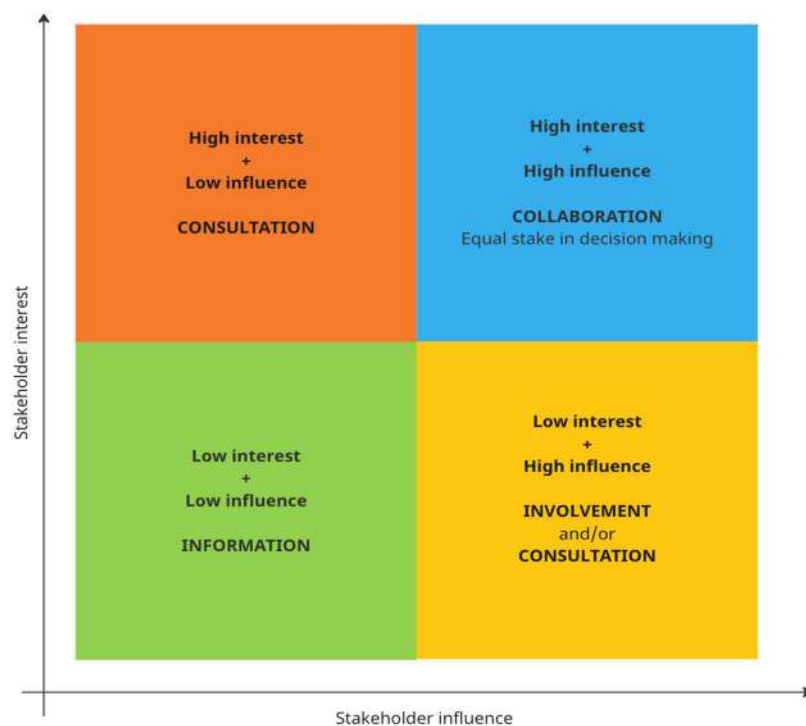 High interest
+
Low influence
CONSULTATION
High interest
+
High influence
COLLABORATION
Equal stake in decision making
Stakeholder interest
Low interest
+
Low influence
INFORMATION
Low interest
+
High influence
INVOLVEMENT
and/or
CONSULTATION
Stakeholder influence